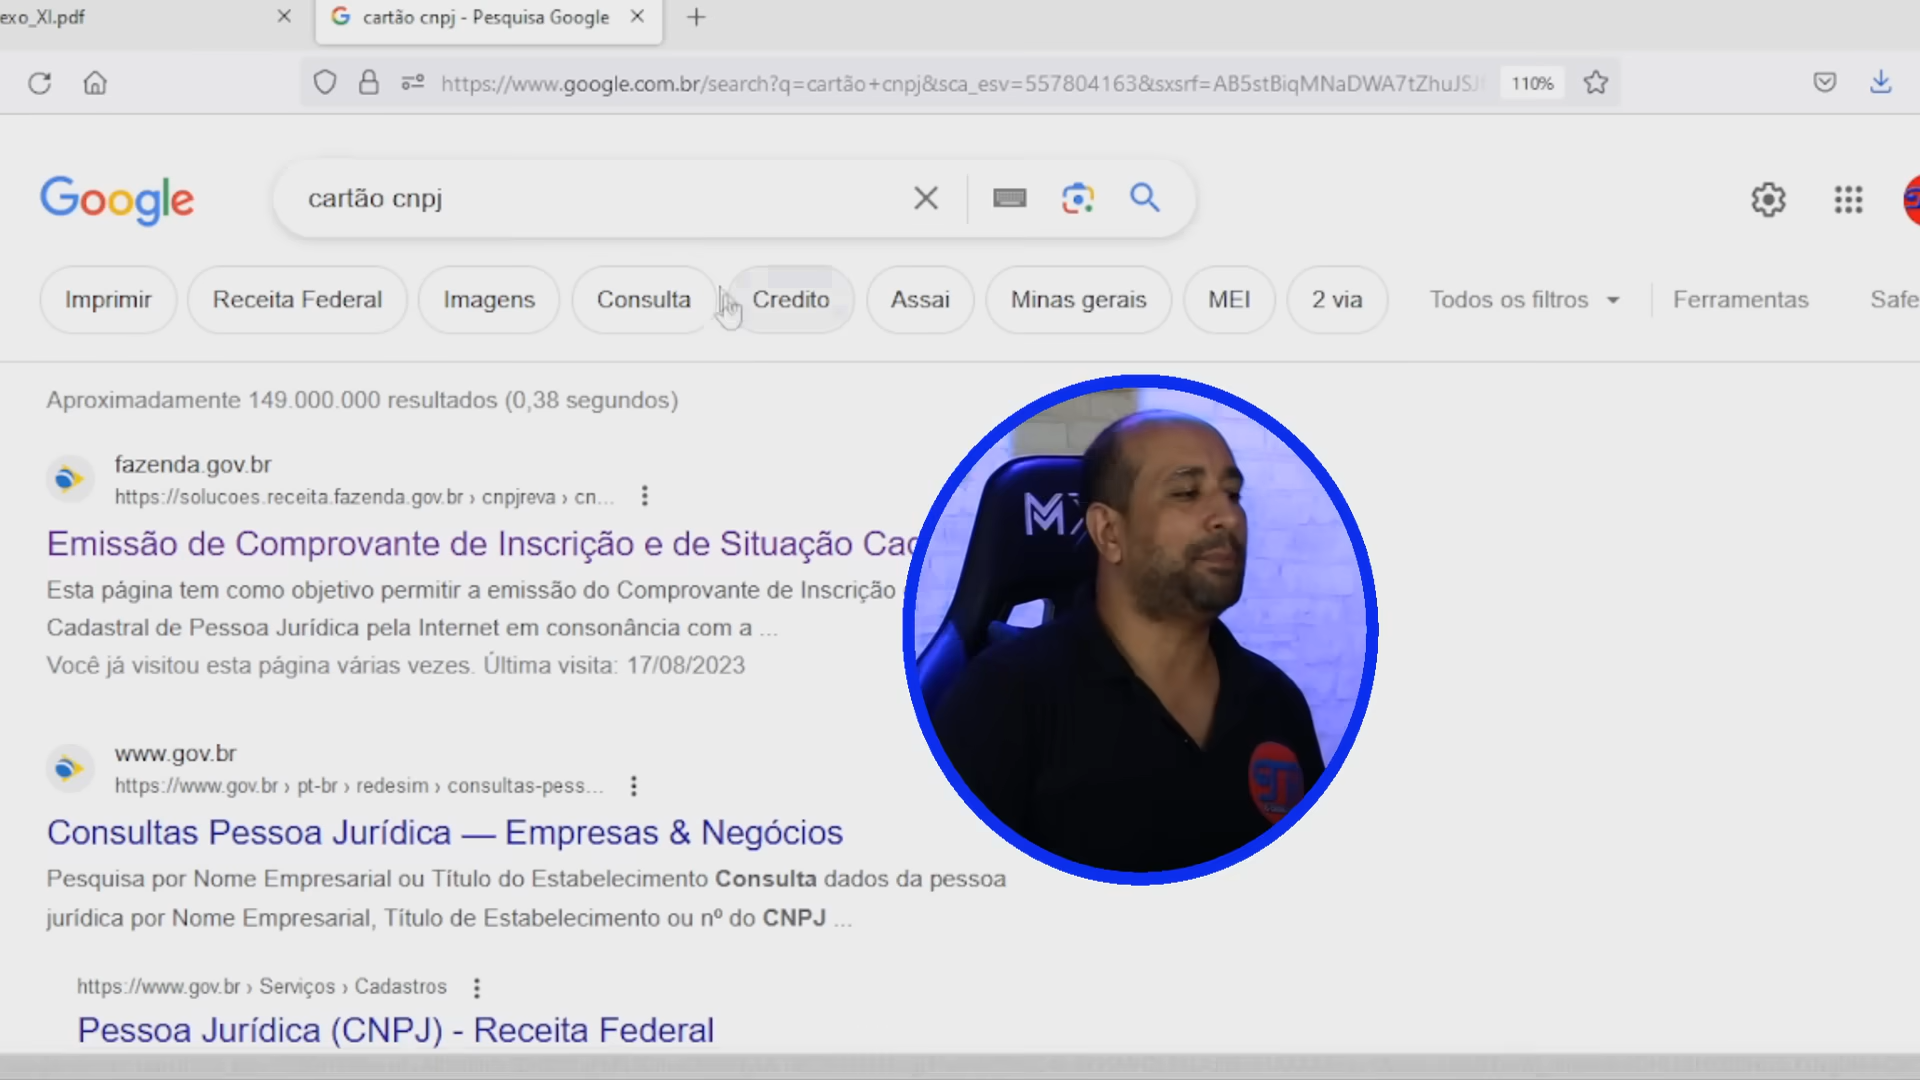 exo_XI.pdf
cartão cnpj - Pesquisa Google
https://www.google.com.br/search?q=cartão+cnpj&sca_esv=557804163&sxsrf=AB5stBiqMNaDWA7tZhuJSJ
110%
Google
cartão cnpj
Imprimir
Receita Federal
Imagens
Consulta
Credito
Assai
Minas gerais
MEI
2 via
Todos os filtros
Ferramentas
Safe
Aproximadamente 149.000.000 resultados (0,38 segundos)
fazenda.gov.br
https://solucoes.receita.fazenda.gov.br › cnpjreva › cn...
Emissão de Comprovante de Inscrição e de Situação Cad
Esta página tem como objetivo permitir a emissão do Comprovante de Inscrição
Cadastral de Pessoa Jurídica pela Internet em consonância com a ...
Você já visitou esta página várias vezes. Última visita: 17/08/2023
www.gov.br
https://www.gov.br › pt-br › redesim › consultas-pess...
Consultas Pessoa Jurídica — Empresas & Negócios
Pesquisa por Nome Empresarial ou Título do Estabelecimento Consulta dados da pessoa
jurídica por Nome Empresarial, Título de Estabelecimento ou nº do CNPJ ...
https://www.gov.br › Serviços › Cadastros
Pessoa Jurídica (CNPJ) - Receita Federal